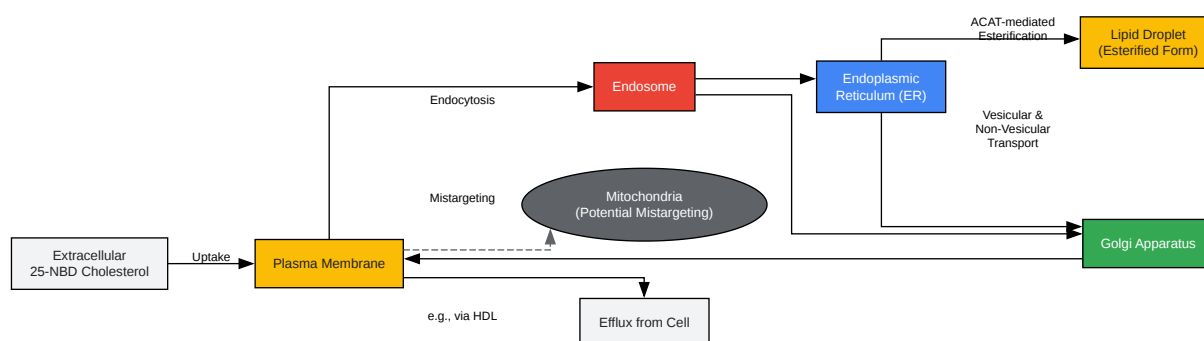 ACAT-mediated
Esterification
Lipid Droplet
(Esterified Form)
Endosome
Endoplasmic
Reticulum (ER)
Endocytosis
Vesicular &
Non-Vesicular
Transport
Mistargeting
Mitochondria
(Potential Mistargeting)
Extracellular
25-NBD Cholesterol
Uptake
Plasma Membrane
Golgi Apparatus
e.g., via HDL
Efflux from Cell